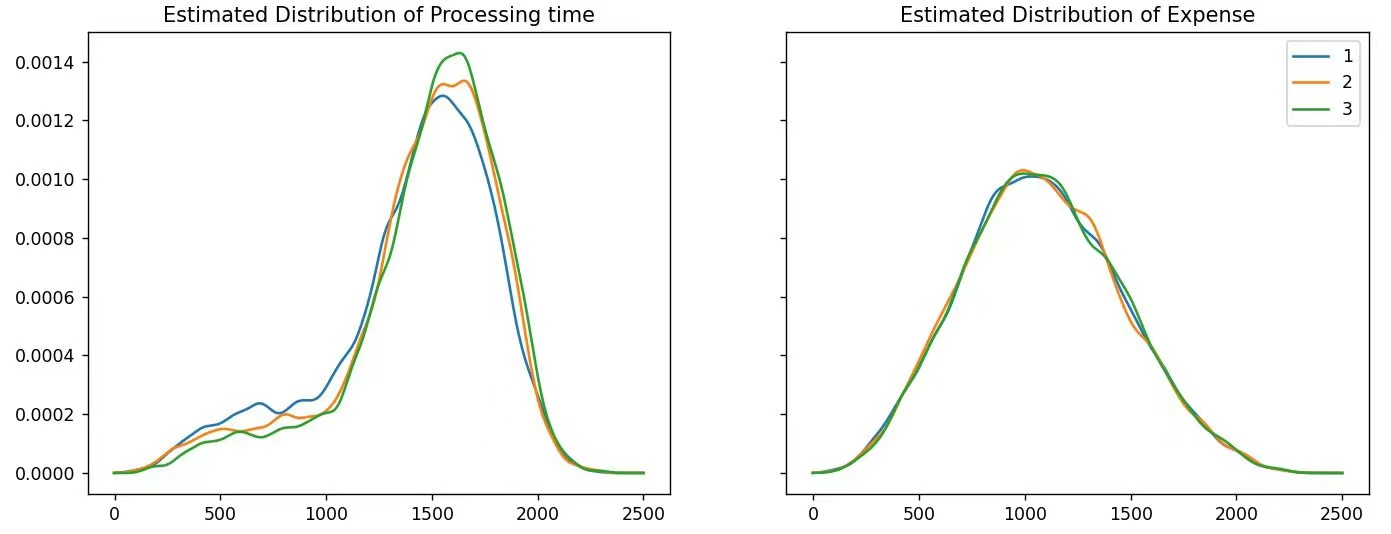 Estimated Distribution of Processing time
0.0014
0.0012
0.0010
0.0008
0.0006
0.0004
0.0002
0.0000
0 500 1000 1500 2000 2500
Estimated Distribution of Expense
1
2
3
0 500 1000 1500 2000 2500